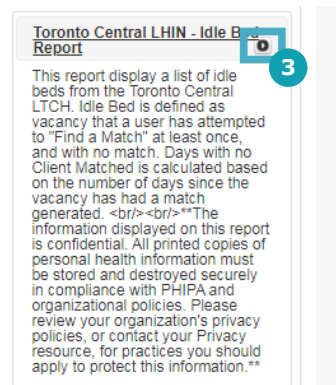 Toronto Central LHIN - Idle Bed
Report
3
This report display a list of idle
beds from the Toronto Central
LTCH. Idle Bed is defined as
vacancy that a user has attempted
to "Find a Match" at least once,
and with no match. Days with no
Client Matched is calculated based
on the number of days since the
vacancy has had a match
generated. <br/><br/>**The
information displayed on this report
is confidential. All printed copies of
personal health information must
be stored and destroyed securely
in compliance with PHIPA and
organizational policies. Please
review your organization's privacy
policies, or contact your Privacy
resource, for practices you should
apply to protect this information.**